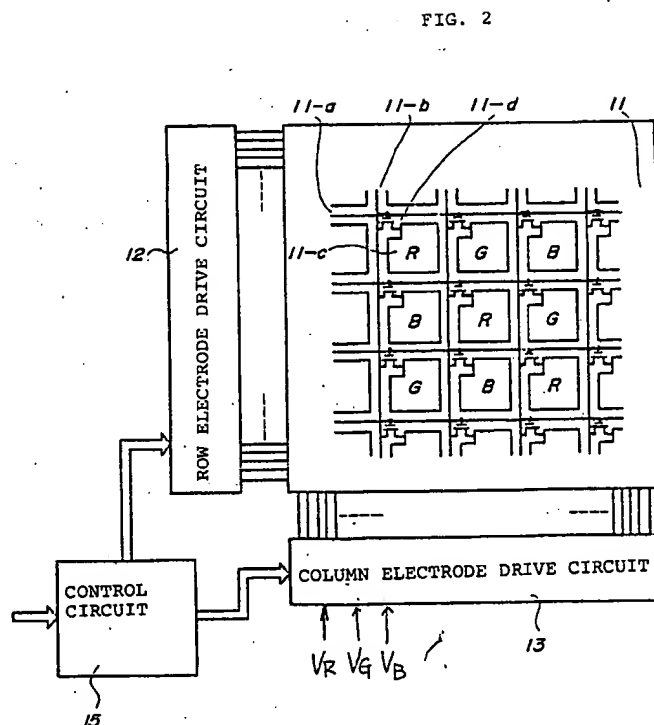 FIG. 2
11-a 11-b 11-d 11
ROW ELECTRODE DRIVE CIRCUIT
12
11-c R G B
B R G
G B R
CONTROL CIRCUIT
15
COLUMN ELECTRODE DRIVE CIRCUIT
13
VR VG VB